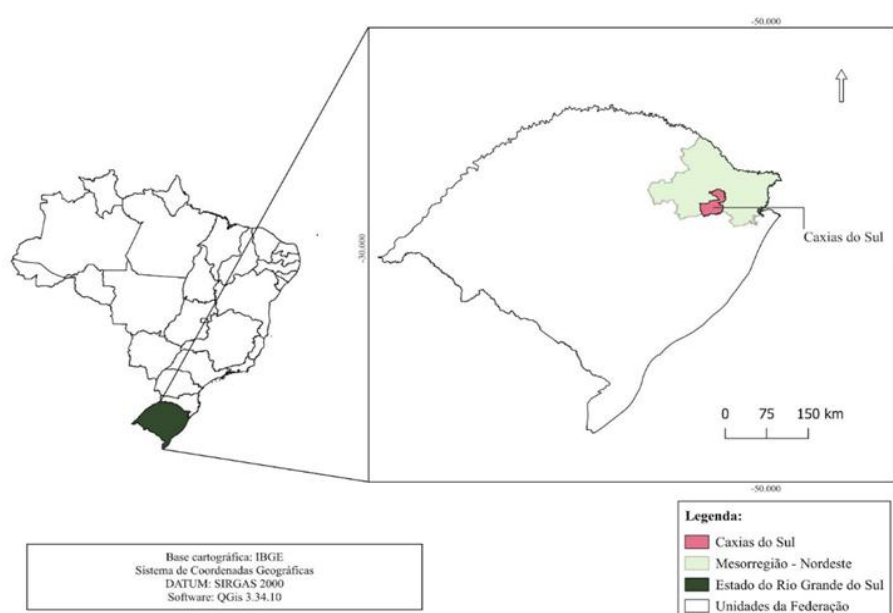 -50.000
-30.000
Caxias do Sul
0 75 150 km
-50.000
Legenda:
Caxias do Sul
Mesorregião - Nordeste
Estado do Rio Grande do Sul
Unidades da Federação
Base cartográfica: IBGE
Sistema de Coordenadas Geográficas
DATUM: SIRGAS 2000
Software: QGis 3.34.10